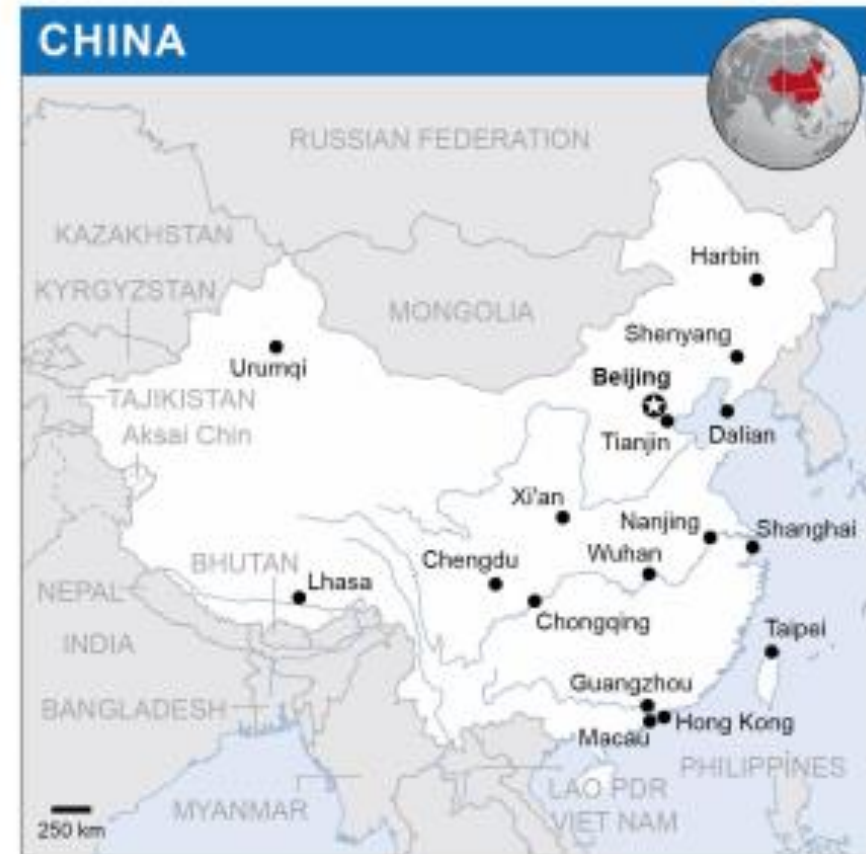 CHINA
RUSSIAN FEDERATION
KAZAKHSTAN
Harbin
KYRGYZSTAN
MONGOLIA
Shenyang
Urumqi
Beijing
TAJIKISTAN
Aksai Chin
Tianjin
Dalian
Xi'an
Nanjing
Shanghai
Chengdu
Wuhan
BHUTAN
Lhasa
NEPAL
Chongqing
INDIA
Taipei
Guangzhou
BANGLADESH
Hong Kong
Macau
PHILIPPINES
LAO PDR
MYANMAR
VIET NAM
250 km